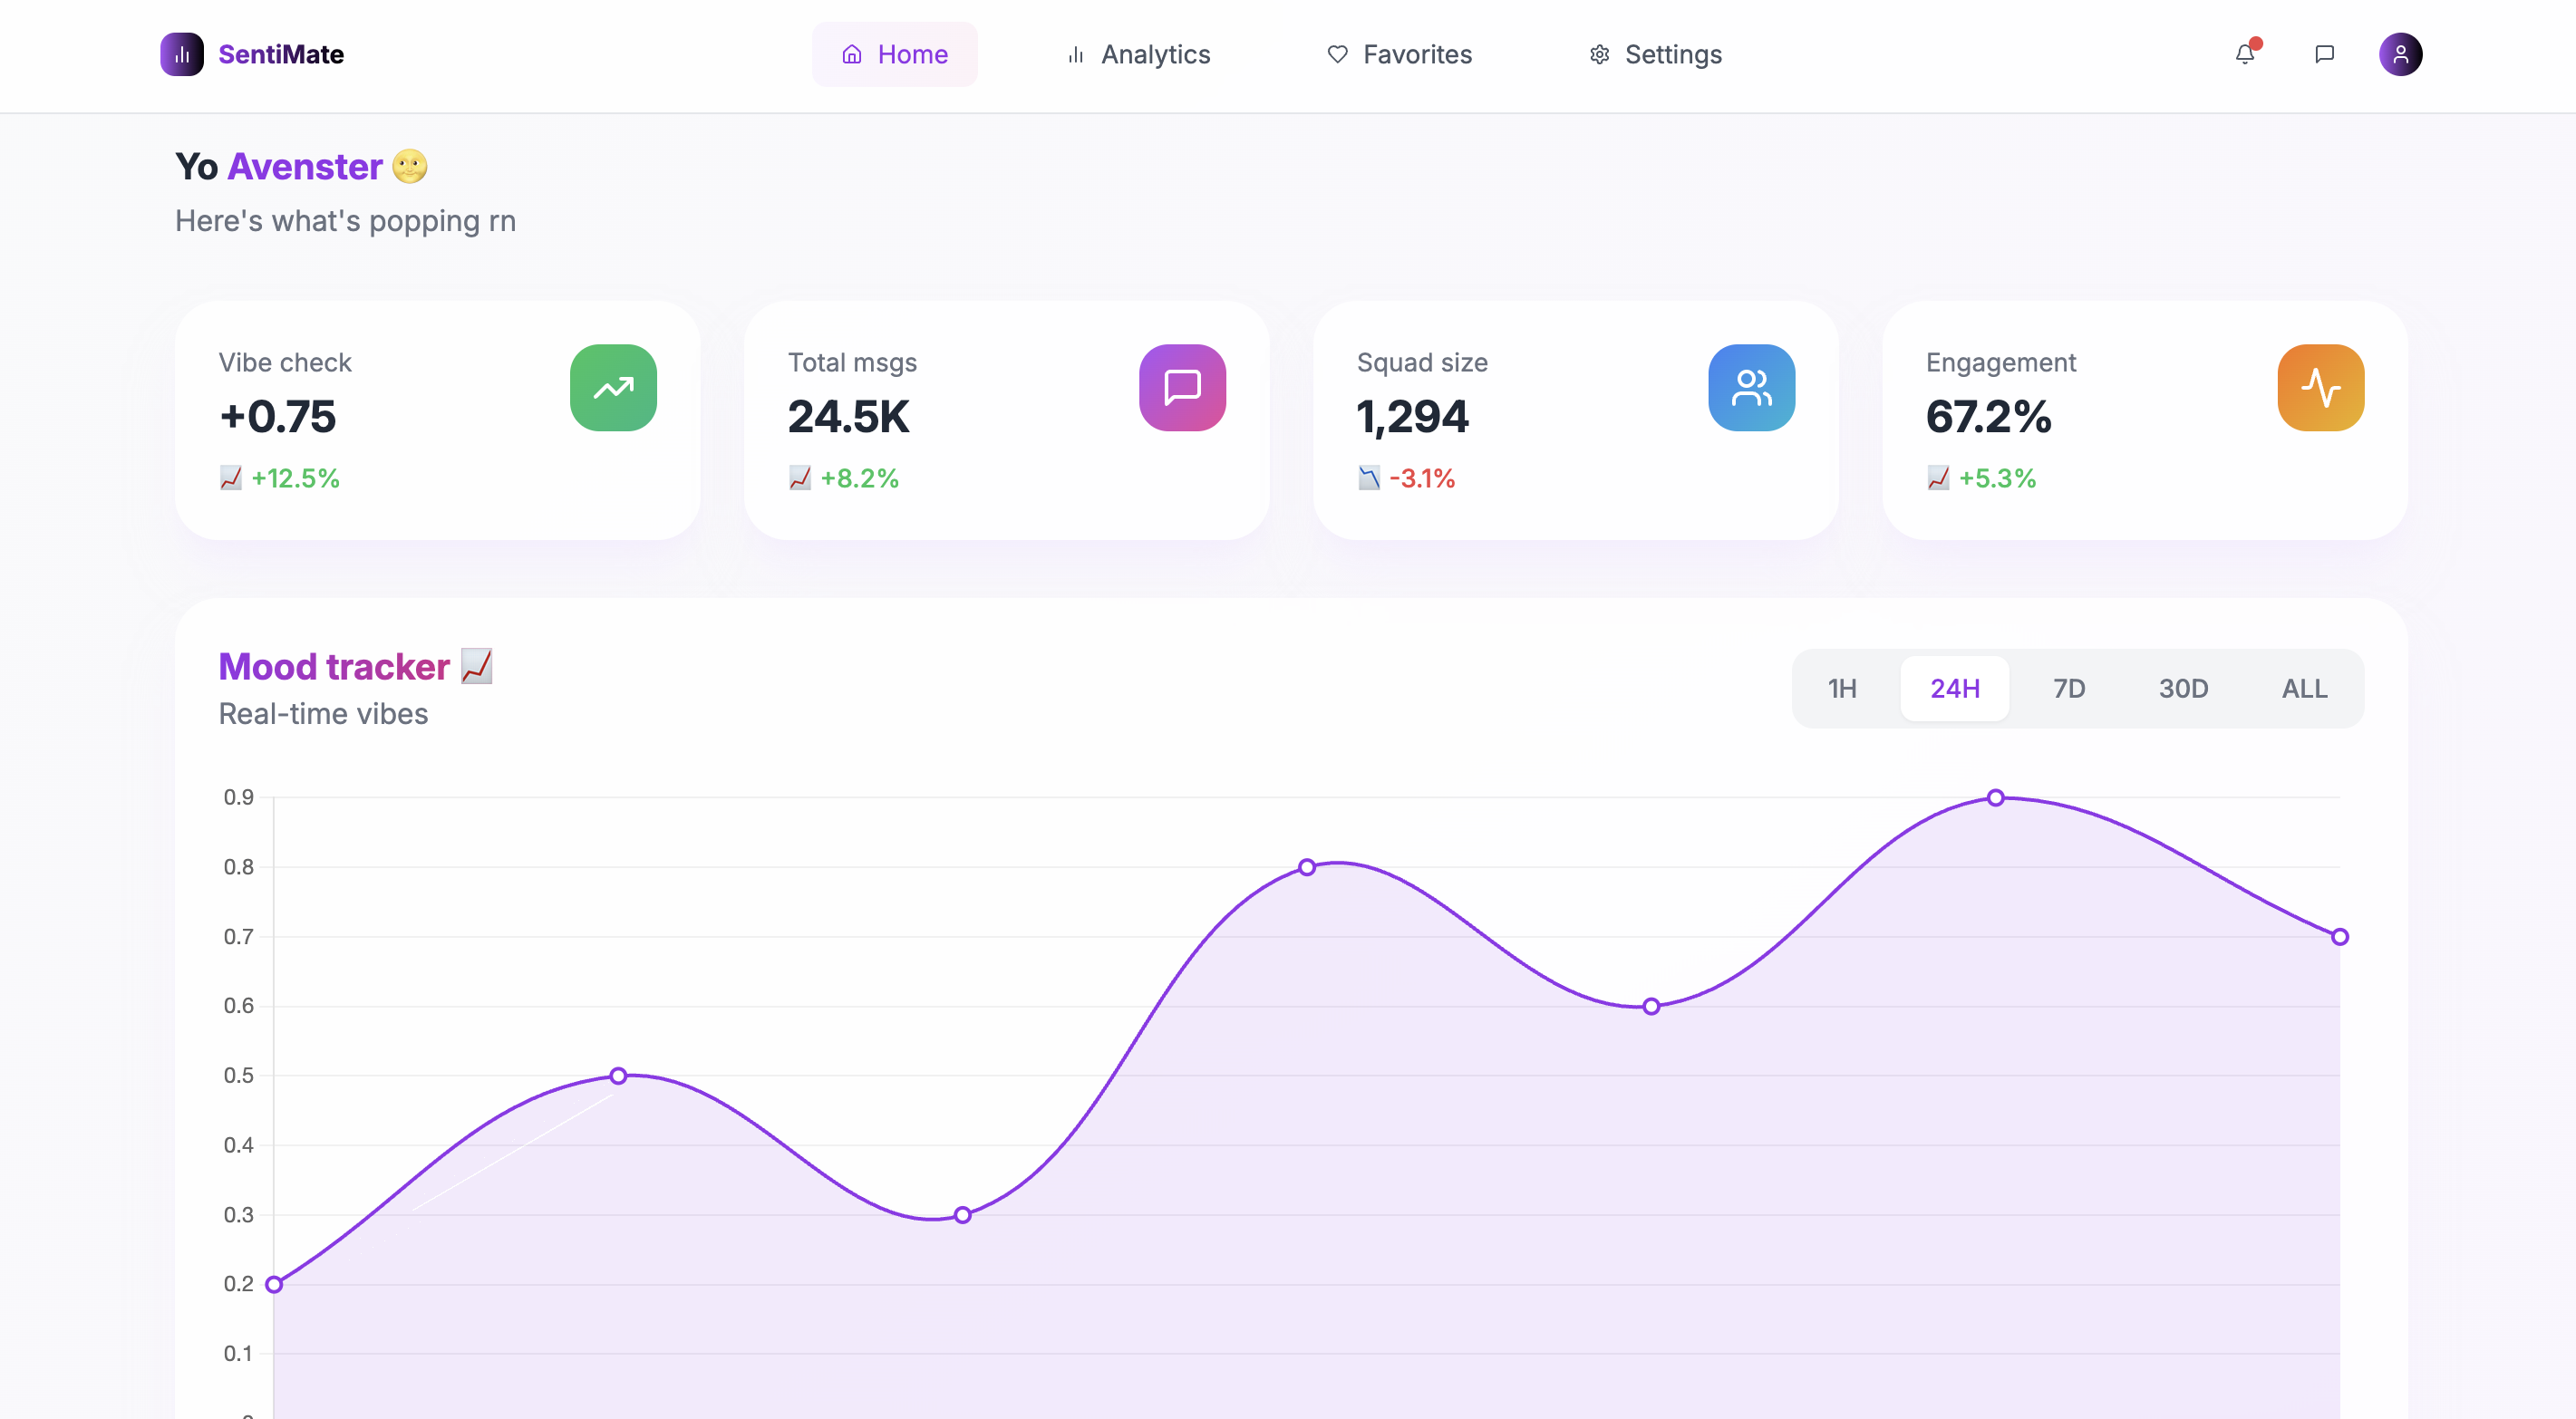 SentiMate
Home
Analytics
Favorites
Settings
Yo Avenster 🌝
Here's what's popping rn
Vibe check
+0.75
📈 +12.5%
Total msgs
24.5K
📈 +8.2%
Squad size
1,294
📉 -3.1%
Engagement
67.2%
📈 +5.3%
Mood tracker 📈
Real-time vibes
1H
24H
7D
30D
ALL
0.9
0.8
0.7
0.6
0.5
0.4
0.3
0.2
0.1